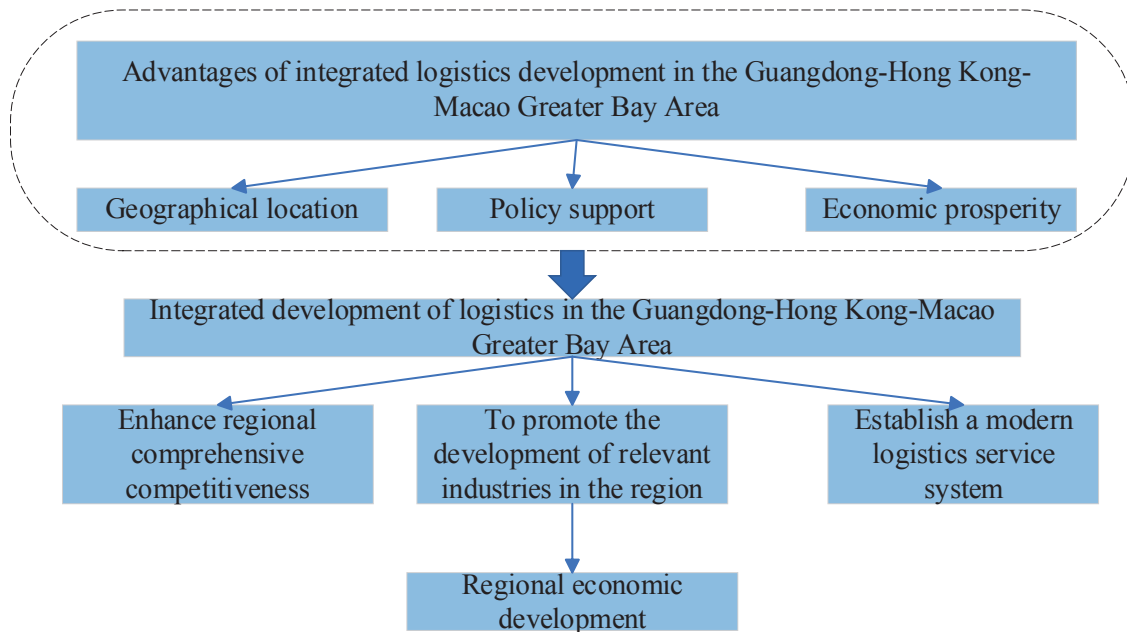 Advantages of integrated logistics development in the Guangdong-Hong Kong-
Macao Greater Bay Area
Geographical location
Policy support
Economic prosperity
Integrated development of logistics in the Guangdong-Hong Kong-Macao
Greater Bay Area
Enhance regional
comprehensive
competitiveness
To promote the
development of relevant
industries in the region
Establish a modern
logistics service
system
Regional economic
development